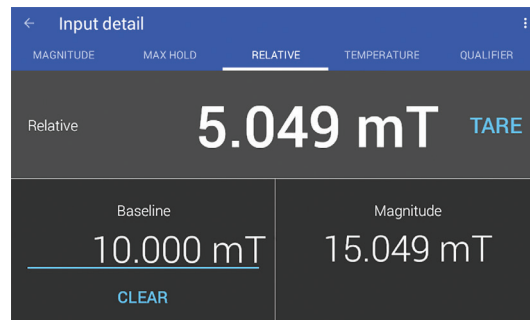 ← Input detail
MAGNITUDE MAX HOLD RELATIVE TEMPERATURE QUALIFIER
Relative 5.049 mT TARE
Baseline Magnitude
10.000 mT 15.049 mT
CLEAR